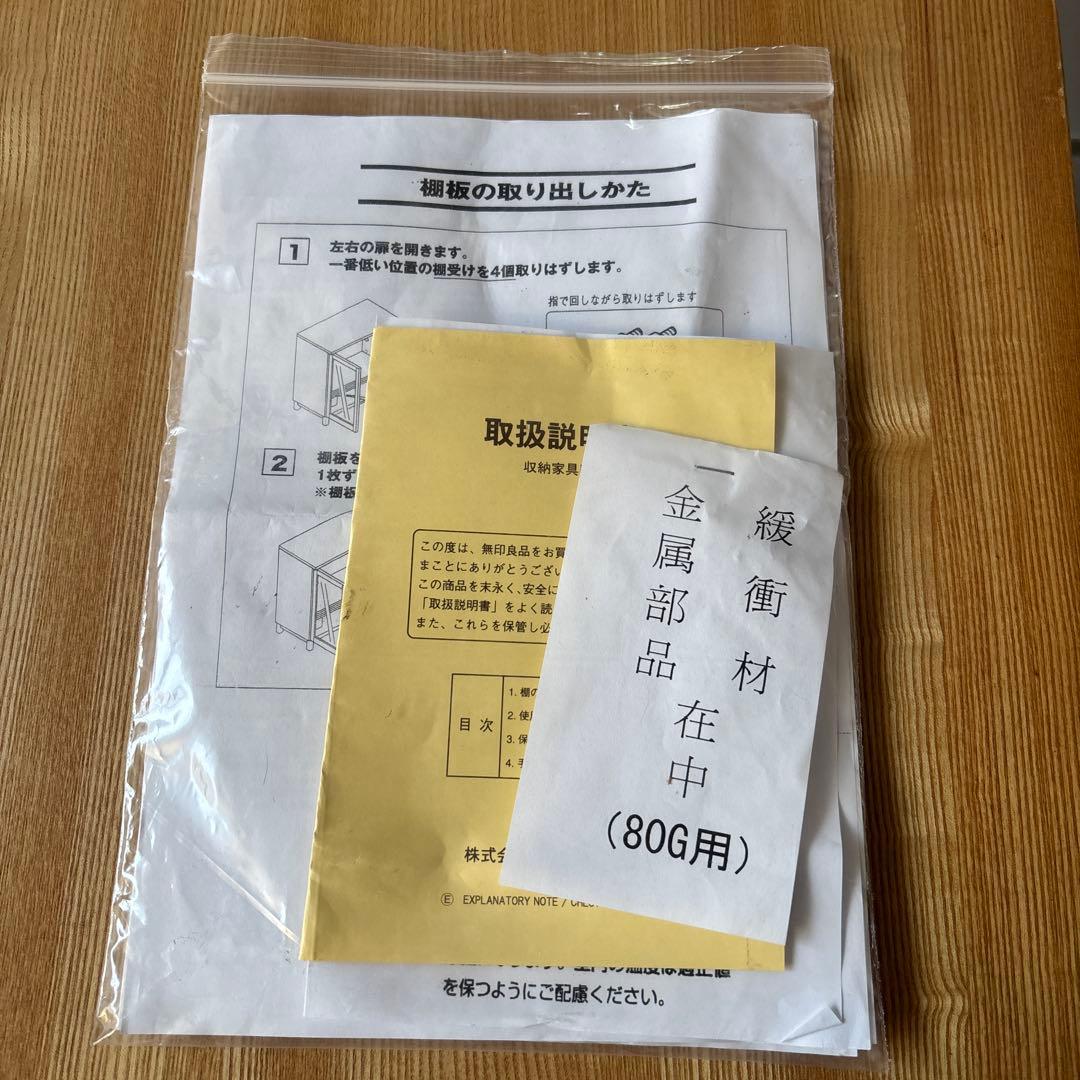 棚板の取り出しかた
1
左右の扉を開きます。
一番低い位置の棚受けを4個取りはずします。
指で回しながら取りはずします
2
棚板を
1枚ず
※棚板
取扱説明
収納家具
この度は、無印良品をお買
まことにありがとうござい
この商品を末永く、安全に
「取扱説明書」をよく読
また、これらを保管し必
目次
1. 棚の
2. 使用
3. 保
4. 手
株式会
Ⓔ EXPLANATORY NOTE / CHEST
緩衝材
金属部品
在中
(80G用)
を保つようにご配慮ください。